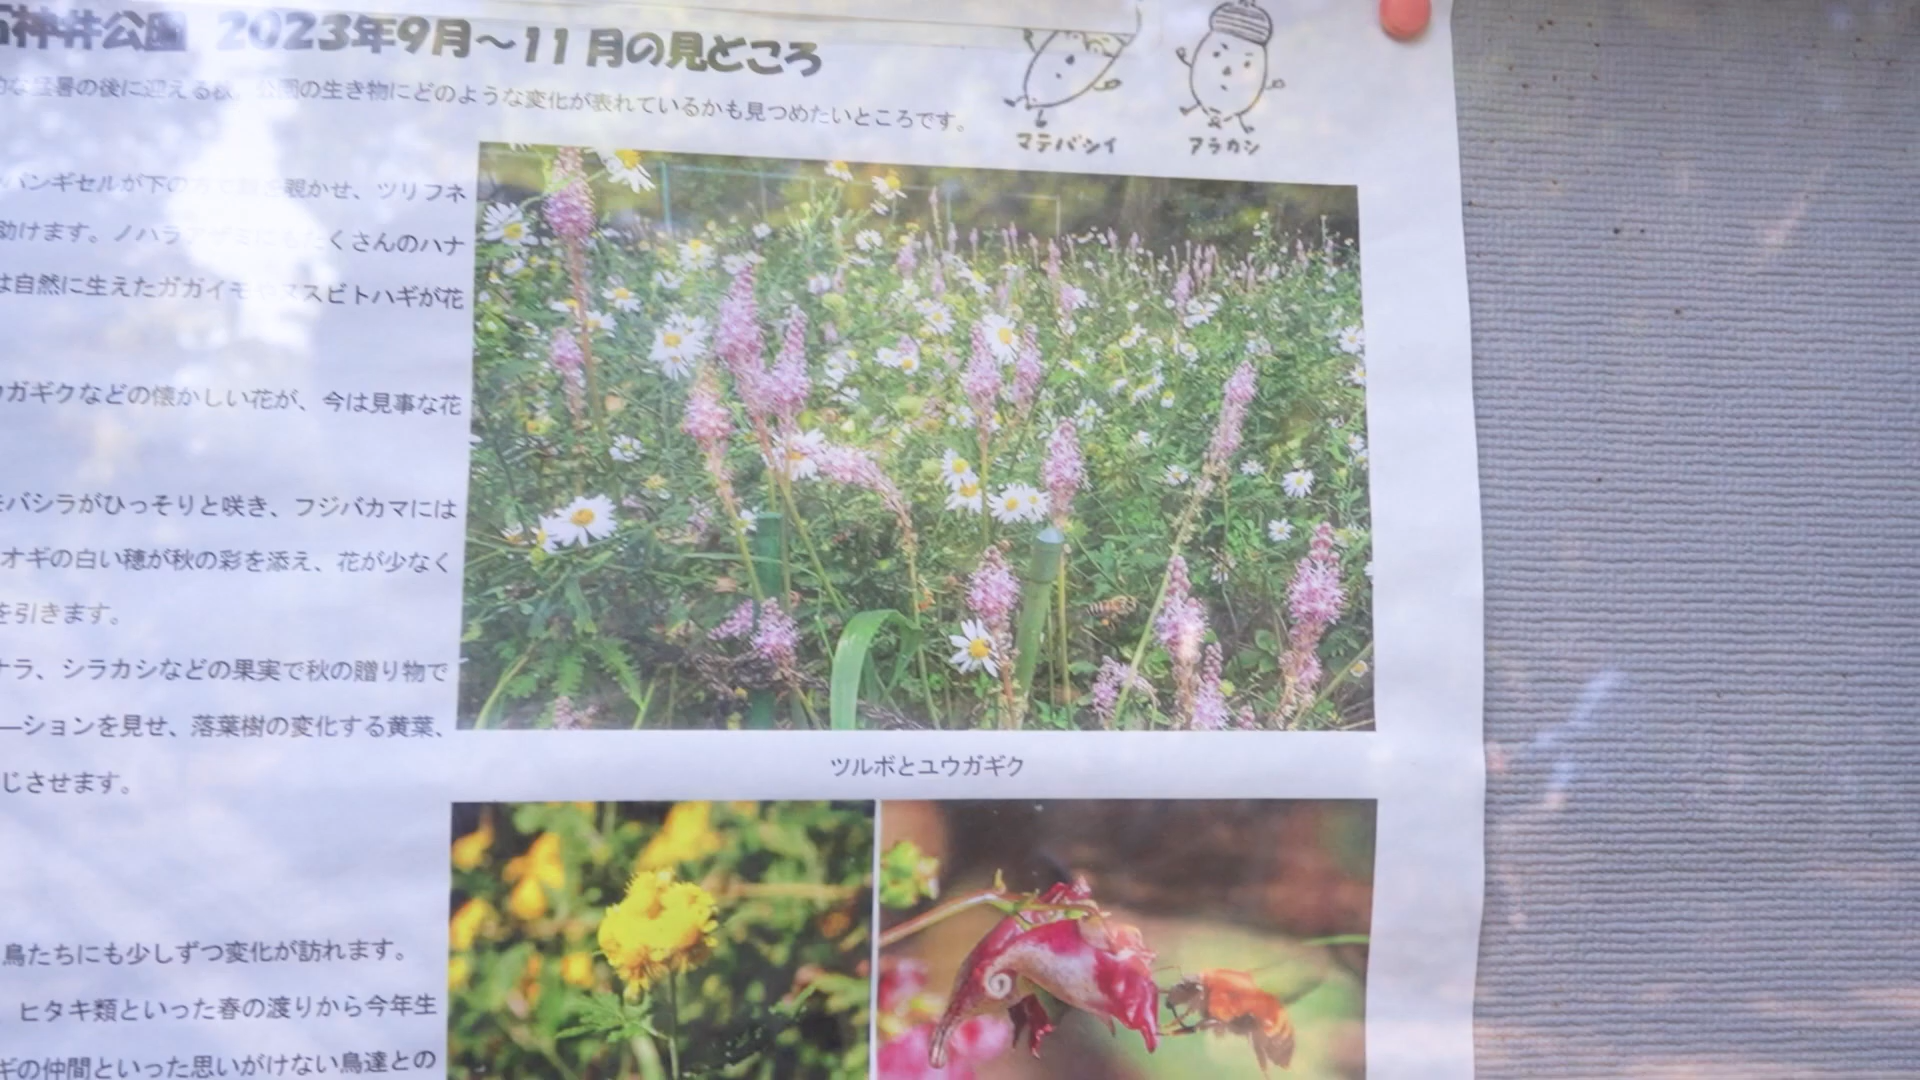 石神井公園 2023年9月～11月の見どころ
な猛暑の後に迎える秋。公園の生き物にどのような変化が表れているかも見つめたいところです。
マテバシイ
アラカシ
バンギセルが下の方で顔を覗かせ、ツリフネ
助けます。ノハラアザミにもたくさんのハナ
は自然に生えたガガイモやヌスビトハギが花
ウガギクなどの懐かしい花が、今は見事な花
モバシラがひっそりと咲き、フジバカマには
オギの白い穂が秋の彩を添え、花が少なく
を引きます。
ナラ、シラカシなどの果実で秋の贈り物で
ーションを見せ、落葉樹の変化する黄葉、
じさせます。
ツルボとユウガギク
鳥たちにも少しずつ変化が訪れます。
ヒタキ類といった春の渡りから今年生
ギの仲間といった思いがけない鳥達との